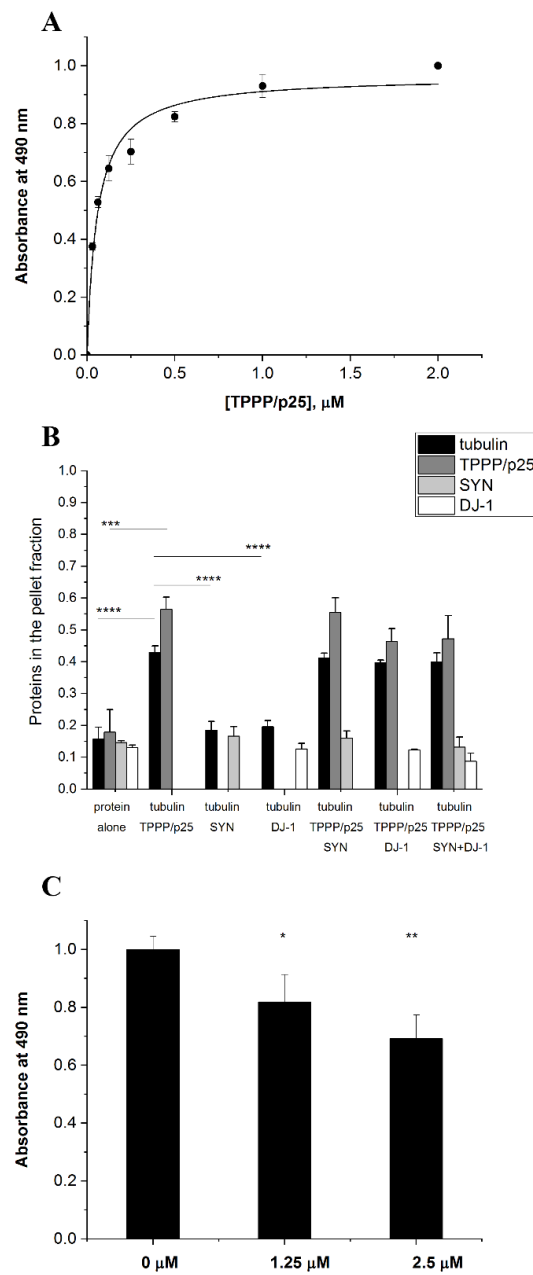 A
Absorbance at 490 nm
1.0
0.8
0.6
0.4
0.2
0.0
0.0 0.5 1.0 1.5 2.0
[TPPP/p25], μM
B
tubulin
TPPP/p25
SYN
DJ-1
Proteins in the pellet fraction
1.0
0.9
0.8
0.7
0.6
0.5
0.4
0.3
0.2
0.1
0.0
***
****
****
****
protein tubulin tubulin tubulin tubulin tubulin tubulin
alone TPPP/p25 SYN DJ-1 TPPP/p25 TPPP/p25 TPPP/p25
SYN DJ-1 SYN+DJ-1
C
Absorbance at 490 nm
1.0
0.8
0.6
0.4
0.2
0.0
* **
0 μM 1.25 μM 2.5 μM